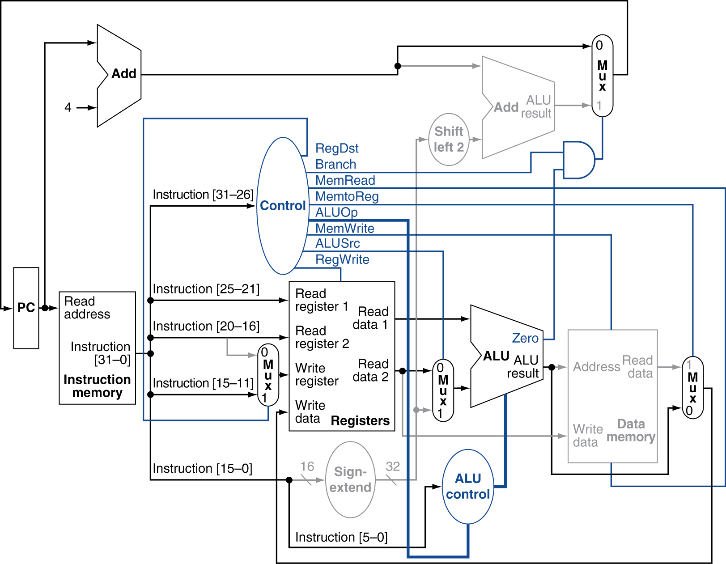 0
M
u
x
1
Add
4
Add
ALU
result
Shift
left 2
RegDst
Branch
MemRead
MemtoReg
ALUOp
MemWrite
ALUSrc
RegWrite
Control
Instruction [31–26]
Instruction [25–21]
Instruction [20–16]
Instruction [15–11]
Instruction [15–0]
Instruction [5–0]
PC
Read
address
Instruction
[31–0]
Instruction
memory
0
M
u
x
1
Read
register 1
Read
register 2
Write
register
Write
data
Read
data 1
Read
data 2
Registers
0
M
u
x
1
Zero
ALU
ALU
result
Address
Read
data
Write
data
Data
memory
1
M
u
x
0
16
Sign-
extend
32
ALU
control